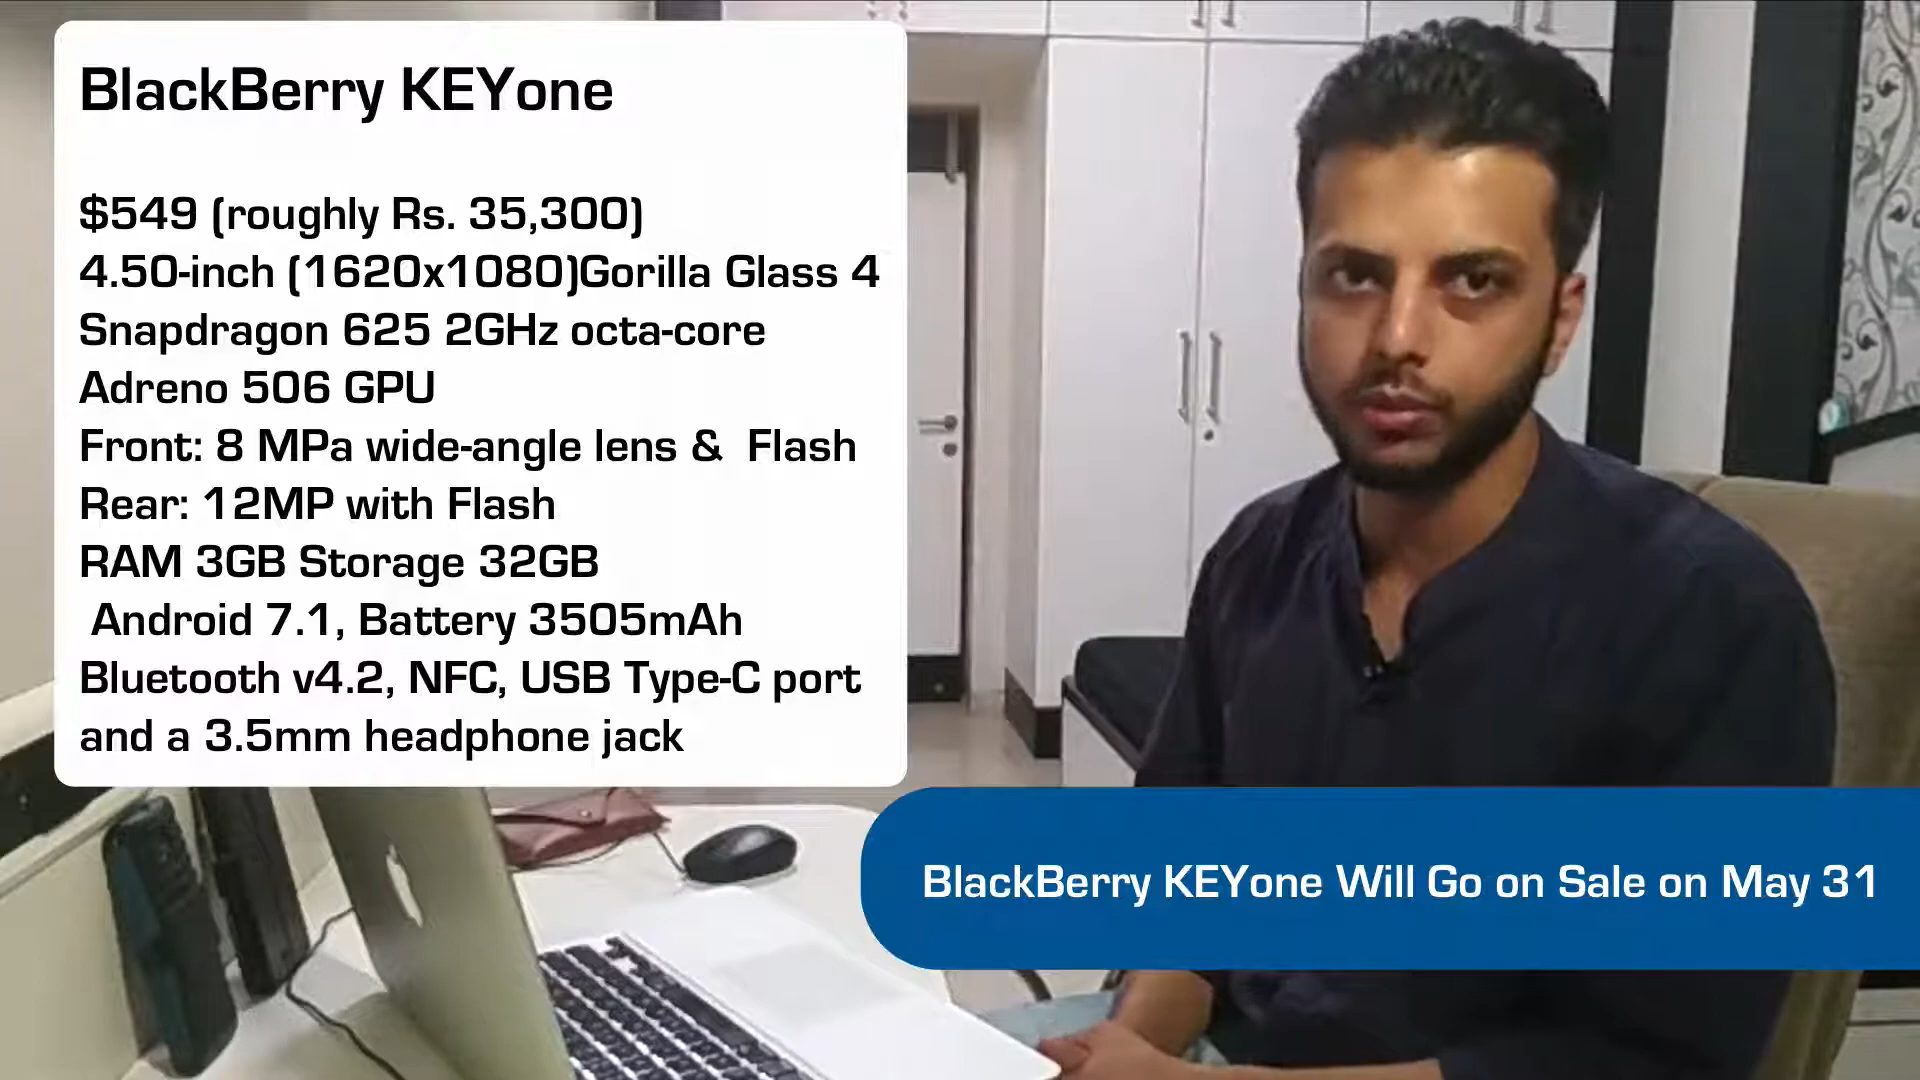 BlackBerry KEYone
$549 (roughly Rs. 35,300)
4.50-inch (1620x1080)Gorilla Glass 4
Snapdragon 625 2GHz octa-core
Adreno 506 GPU
Front: 8 MPa wide-angle lens &  Flash
Rear: 12MP with Flash
RAM 3GB Storage 32GB
Android 7.1, Battery 3505mAh
Bluetooth v4.2, NFC, USB Type-C port
and a 3.5mm headphone jack
BlackBerry KEYone Will Go on Sale on May 31